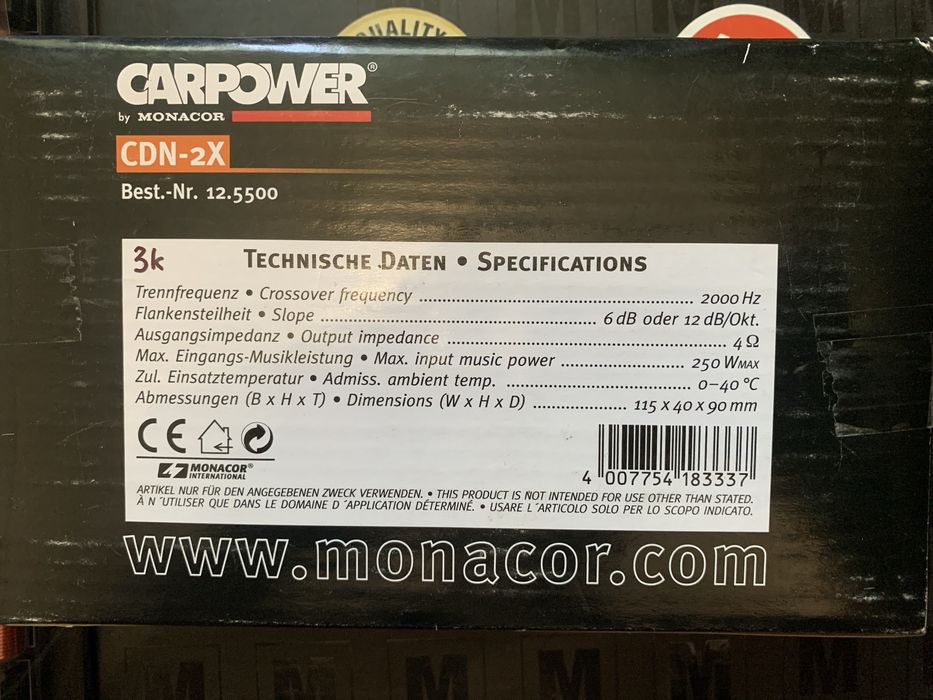 QUALITY
CARPOWER®
by MONACOR
CDN-2X
Best.-Nr. 12.5500
3k
TECHNISCHE DATEN • SPECIFICATIONS
Trennfrequenz • Crossover frequency ........................................................ 2000 Hz
Flankensteilheit • Slope ........................................................ 6 dB oder 12 dB/Okt.
Ausgangsimpedanz • Output impedance ........................................................ 4 Ω
Max. Eingangs-Musikleistung • Max. input music power ......................... 250 WMAX
Zul. Einsatztemperatur • Admiss. ambient temp. ..................................... 0–40 °C
Abmessungen (B x H x T) • Dimensions (W x H x D) ................... 115 x 40 x 90 mm
CE
MONACOR®
INTERNATIONAL
4 007754 183337
ARTIKEL NUR FÜR DEN ANGEGEBENEN ZWECK VERWENDEN. • THIS PRODUCT IS NOT INTENDED FOR USE OTHER THAN STATED.
À N ´UTILISER QUE DANS LE DOMAINE D ´APPLICATION DÉTERMINÉ. • USARE L´ARTICOLO SOLO PER LO SCOPO INDICATO.
www.monacor.com
M M M M M